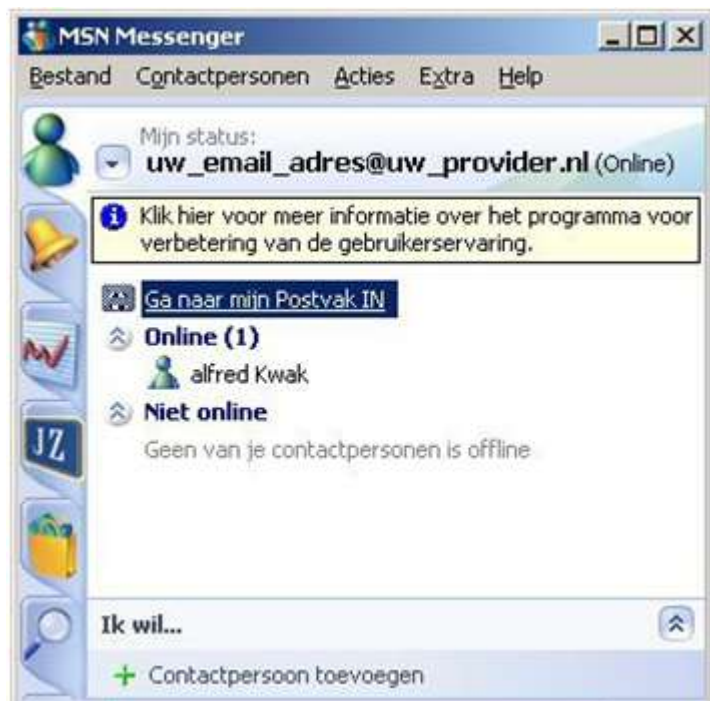 MSN Messenger
Bestand Contactpersonen Acties Extra Help
Mijn status:
uw_email_adres@uw_provider.nl (Online)
Klik hier voor meer informatie over het programma voor
verbetering van de gebruikerservaring.
Ga naar mijn Postvak IN
Online (1)
alfred Kwak
Niet online
Geen van je contactpersonen is offline
JZ
Ik wil...
Contactpersoon toevoegen